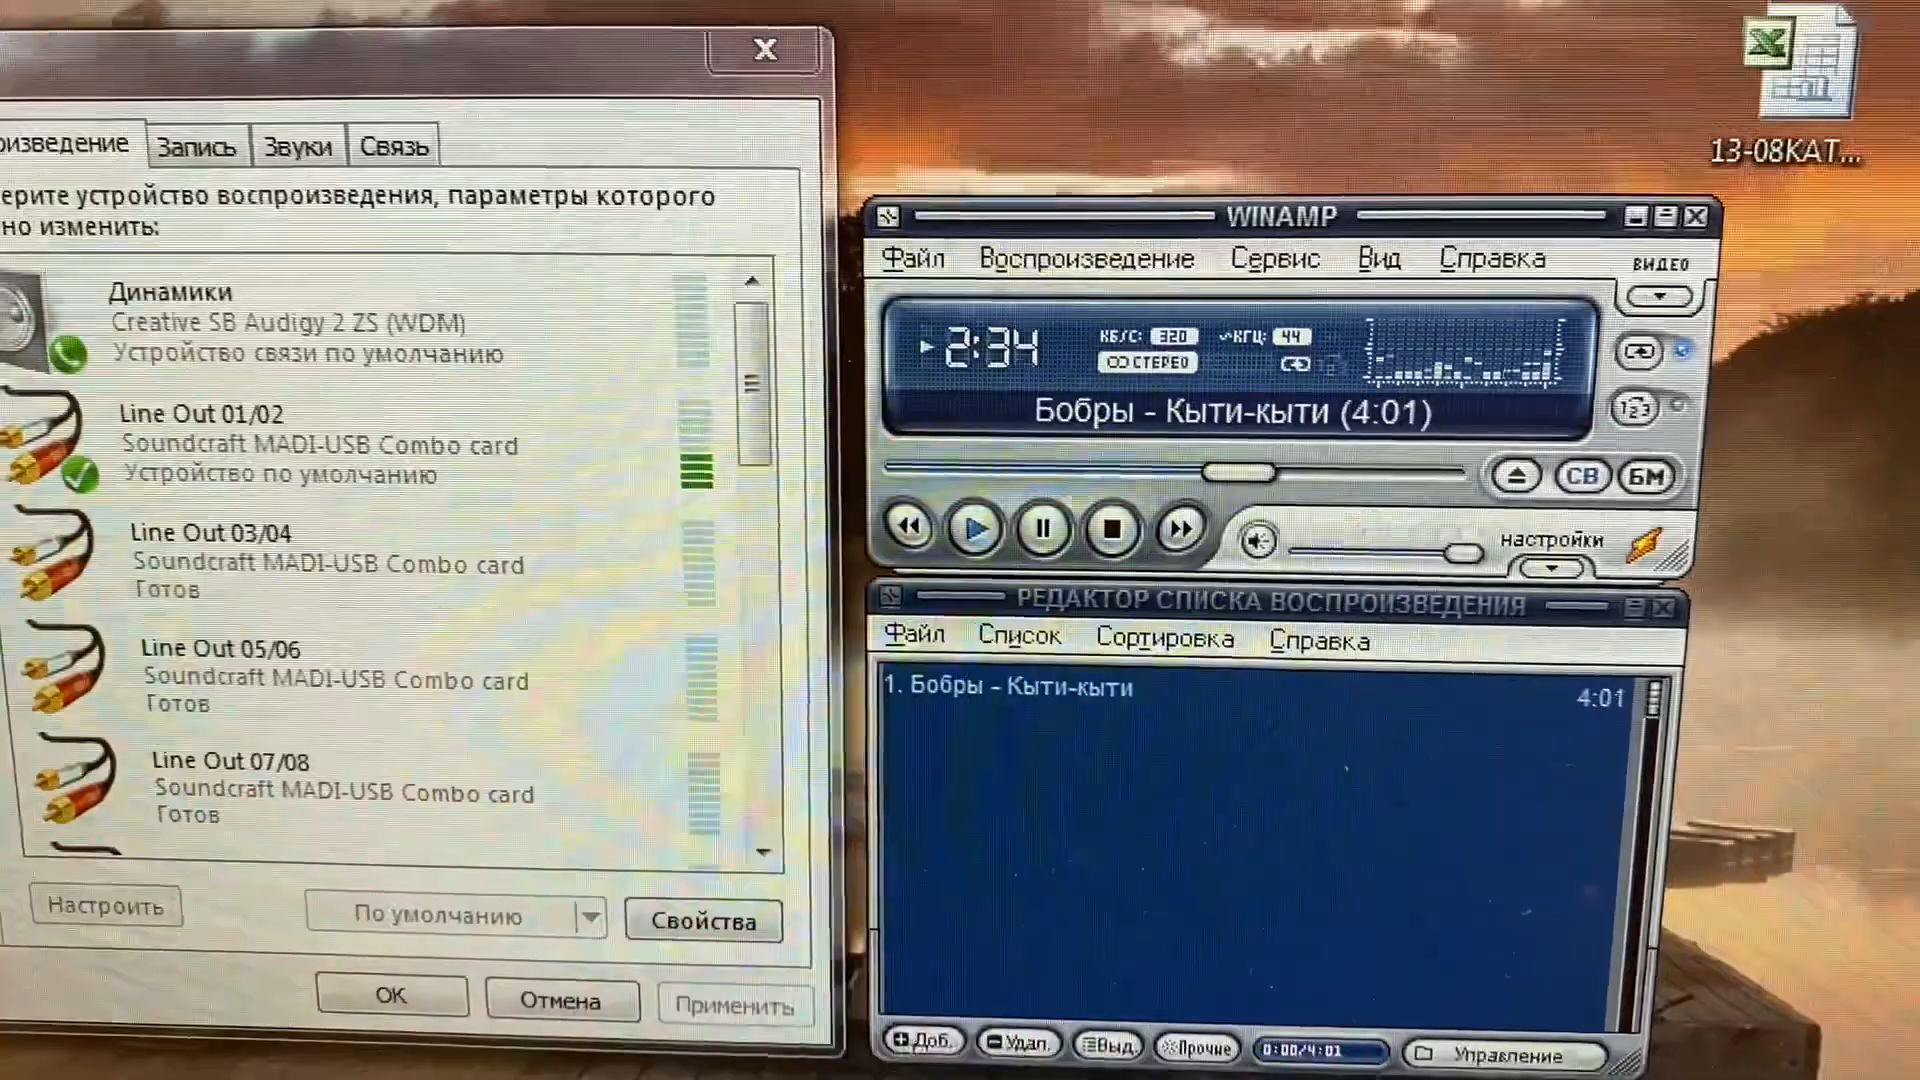 оизведение
Запись
Звуки
Связь
ерите устройство воспроизведения, параметры которого
но изменить:
Динамики
Creative SB Audigy 2 ZS (WDM)
Устройство связи по умолчанию
Line Out 01/02
Soundcraft MADI-USB Combo card
Устройство по умолчанию
Line Out 03/04
Soundcraft MADI-USB Combo card
Готов
Line Out 05/06
Soundcraft MADI-USB Combo card
Готов
Line Out 07/08
Soundcraft MADI-USB Combo card
Готов
Настроить
По умолчанию
Свойства
ОК
Отмена
Применить
13-08KAT...
WINAMP
Файл Воспроизведение Сервис Вид Справка
ВИДЕО
2:34
КБ/С: 320
КГЦ: 44
СТЕРЕО
123
Бобры - Кыти-кыти (4:01)
123
СВ
БМ
настройки
РЕДАКТОР СПИСКА ВОСПРОИЗВЕДЕНИЯ
Файл Список Сортировка Справка
1. Бобры - Кыти-кыти 4:01
Доб.
Удал.
Выд.
Прочие
0:00/4:01
Управление